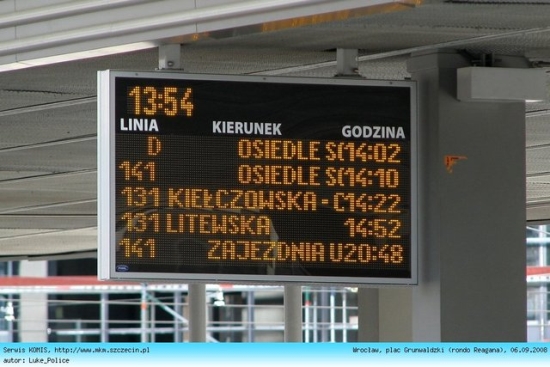 13:54
LINIA KIERUNEK GODZINA
D OSIEDLE S(14:02
141 OSIEDLE S(14:10
131 KIEŁCZOWSKA - C14:22
131 LITEWSKA 14:52
141 ZAJEZDNIA U20:48
Serwis KOMIS, http://www.mkm.szczecin.pl Wrocław, plac Grunwaldzki (rondo Reagana), 06.09.2008
autor: Luke_Police